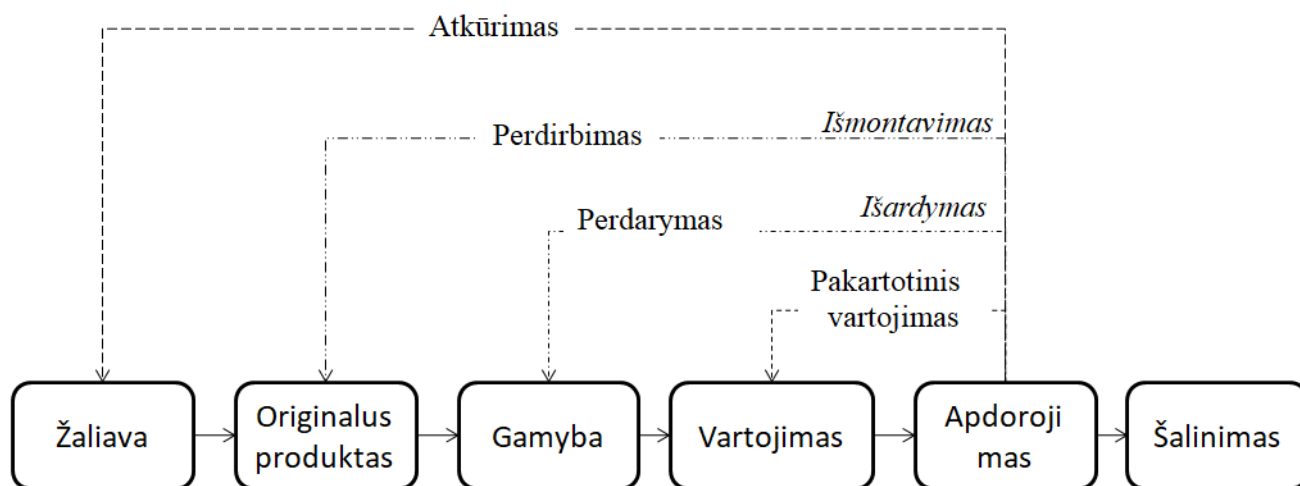 Atkūrimas
Išmontavimas
Perdirbimas
Išardymas
Perdarymas
Pakartotinis
vartojimas
Žaliava
Originalus
produktas
Gamyba
Vartojimas
Apdoroji
mas
Šalinimas